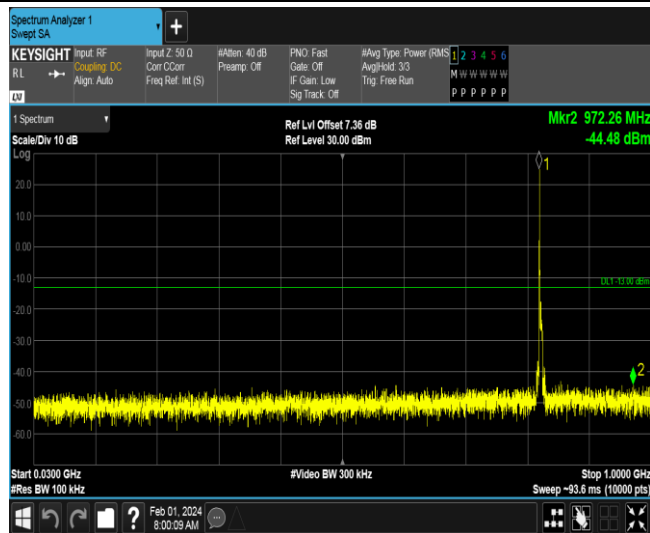 Spectrum Analyzer 1
Swept SA
+
KEYSIGHT
RL
Input: RF
Coupling: DC
Align: Auto
Input Z: 50 Ω
Corr CCorr
Freq Ref: Int (S)
#Atten: 40 dB
Preamp: Off
PNO: Fast
Gate: Off
IF Gain: Low
Sig Track: Off
#Avg Type: Power (RMS
Avg|Hold: 3/3
Trig: Free Run
1 2 3 4 5 6
M W W W W W
P P P P P P
1 Spectrum
Scale/Div 10 dB
Log
Ref Lvl Offset 7.36 dB
Ref Level 30.00 dBm
Mkr2 972.26 MHz
-44.48 dBm
1
20.0
10.0
0.00
-10.0
DL1 -13.00 dBm
-20.0
-30.0
-40.0
2
-50.0
-60.0
Start 0.0300 GHz
#Res BW 100 kHz
#Video BW 300 kHz
Stop 1.0000 GHz
Sweep ~93.6 ms (10000 pts)
?
Feb 01, 2024
8:00:09 AM